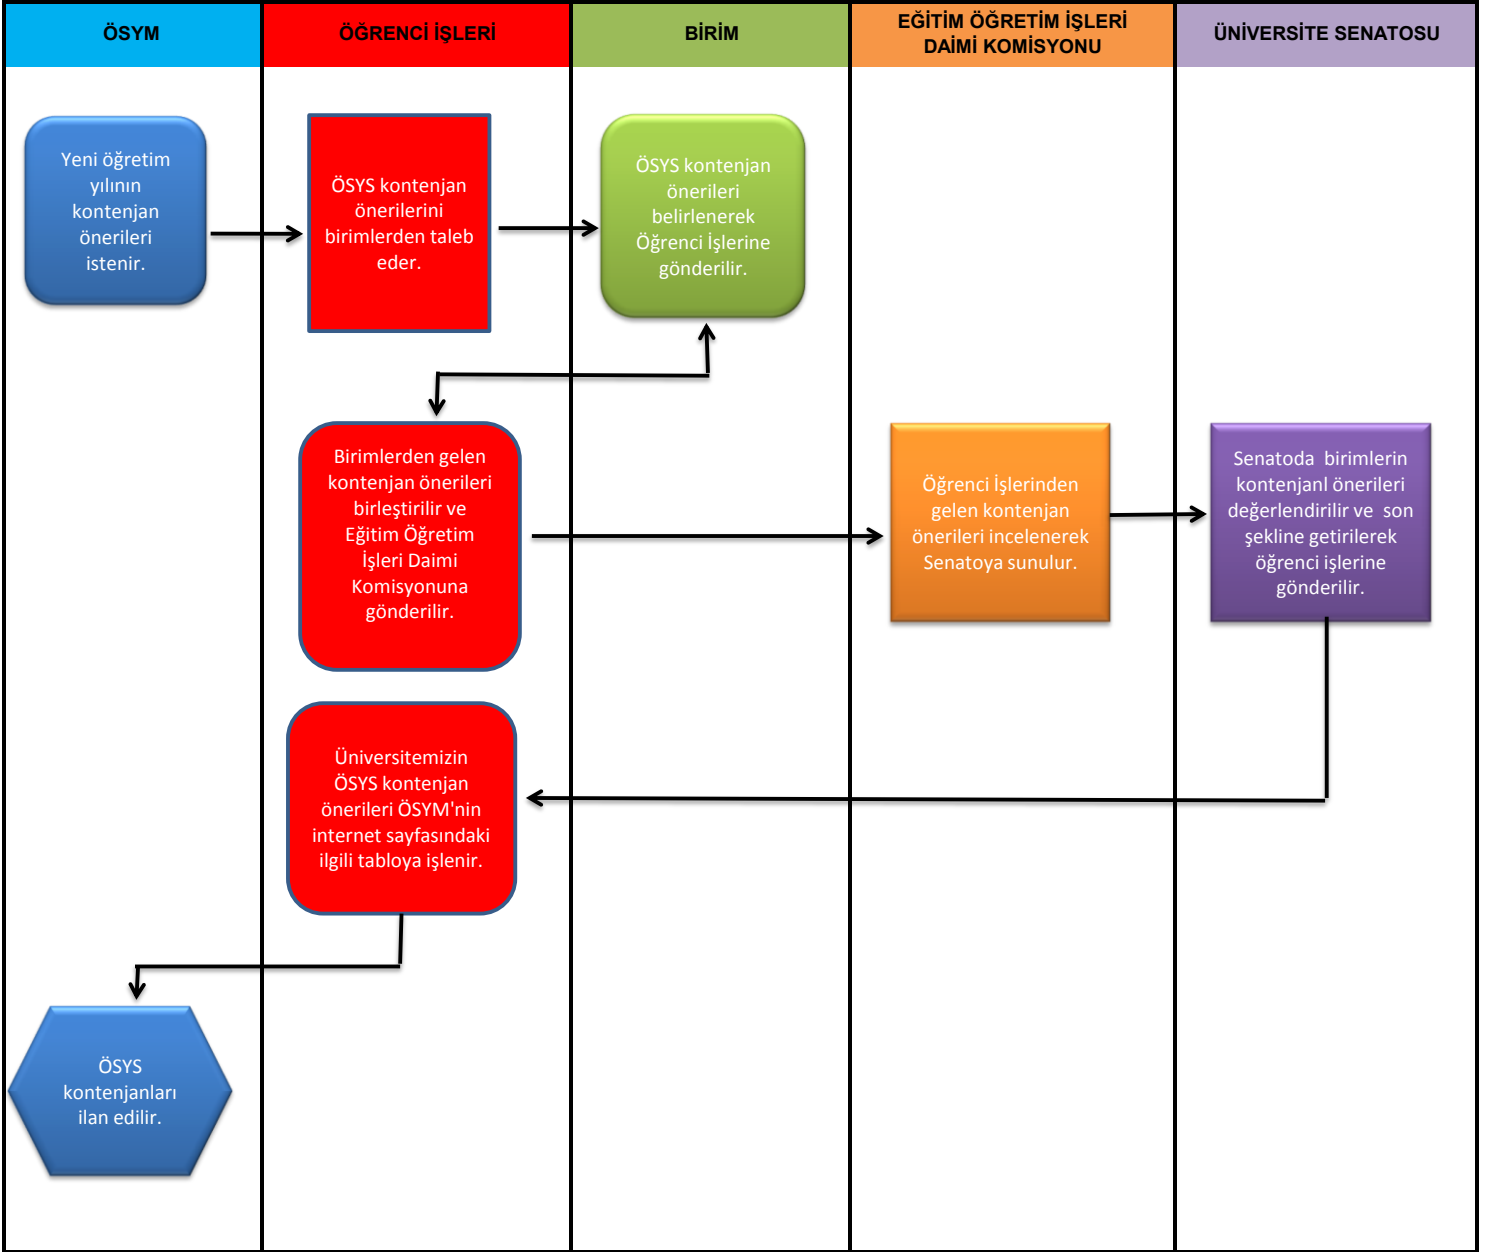 ÖSYM
ÖĞRENCİ İŞLERİ
BİRİM
EĞİTİM ÖĞRETİM İŞLERİ
DAİMİ KOMİSYONU
ÜNİVERSİTE SENATOSU
Yeni öğretim
yılının
kontenjan
önerileri
istenir.
ÖSYS kontenjan
önerilerini
birimlerden taleb
eder.
ÖSYS kontenjan
önerileri
belirlenerek
Öğrenci İşlerine
gönderilir.
Birimlerden gelen
kontenjan önerileri
birleştirilir ve
Eğitim Öğretim
İşleri Daimi
Komisyonuna
gönderilir.
Öğrenci İşlerinden
gelen kontenjan
önerileri incelenerek
Senatoya sunulur.
Senatoda  birimlerin
kontenjanl önerileri
değerlendirilir ve  son
şekline getirilerek
öğrenci işlerine
gönderilir.
Üniversitemizin
ÖSYS kontenjan
önerileri ÖSYM'nin
internet sayfasındaki
ilgili tabloya işlenir.
ÖSYS
kontenjanları
ilan edilir.